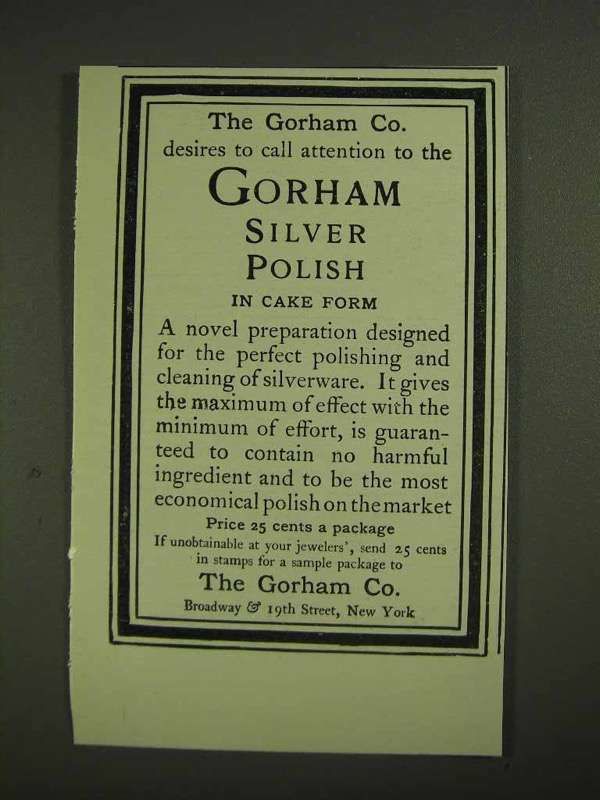 The Gorham Co.
desires to call attention to the
GORHAM
SILVER
POLISH
IN CAKE FORM
A novel preparation designed
for the perfect polishing and
cleaning of silverware. It gives
the maximum of effect with the
minimum of effort, is guaran-
teed to contain no harmful
ingredient and to be the most
economical polish on the market
Price 25 cents a package
If unobtainable at your jewelers', send 25 cents
in stamps for a sample package to
The Gorham Co.
Broadway & 19th Street, New York